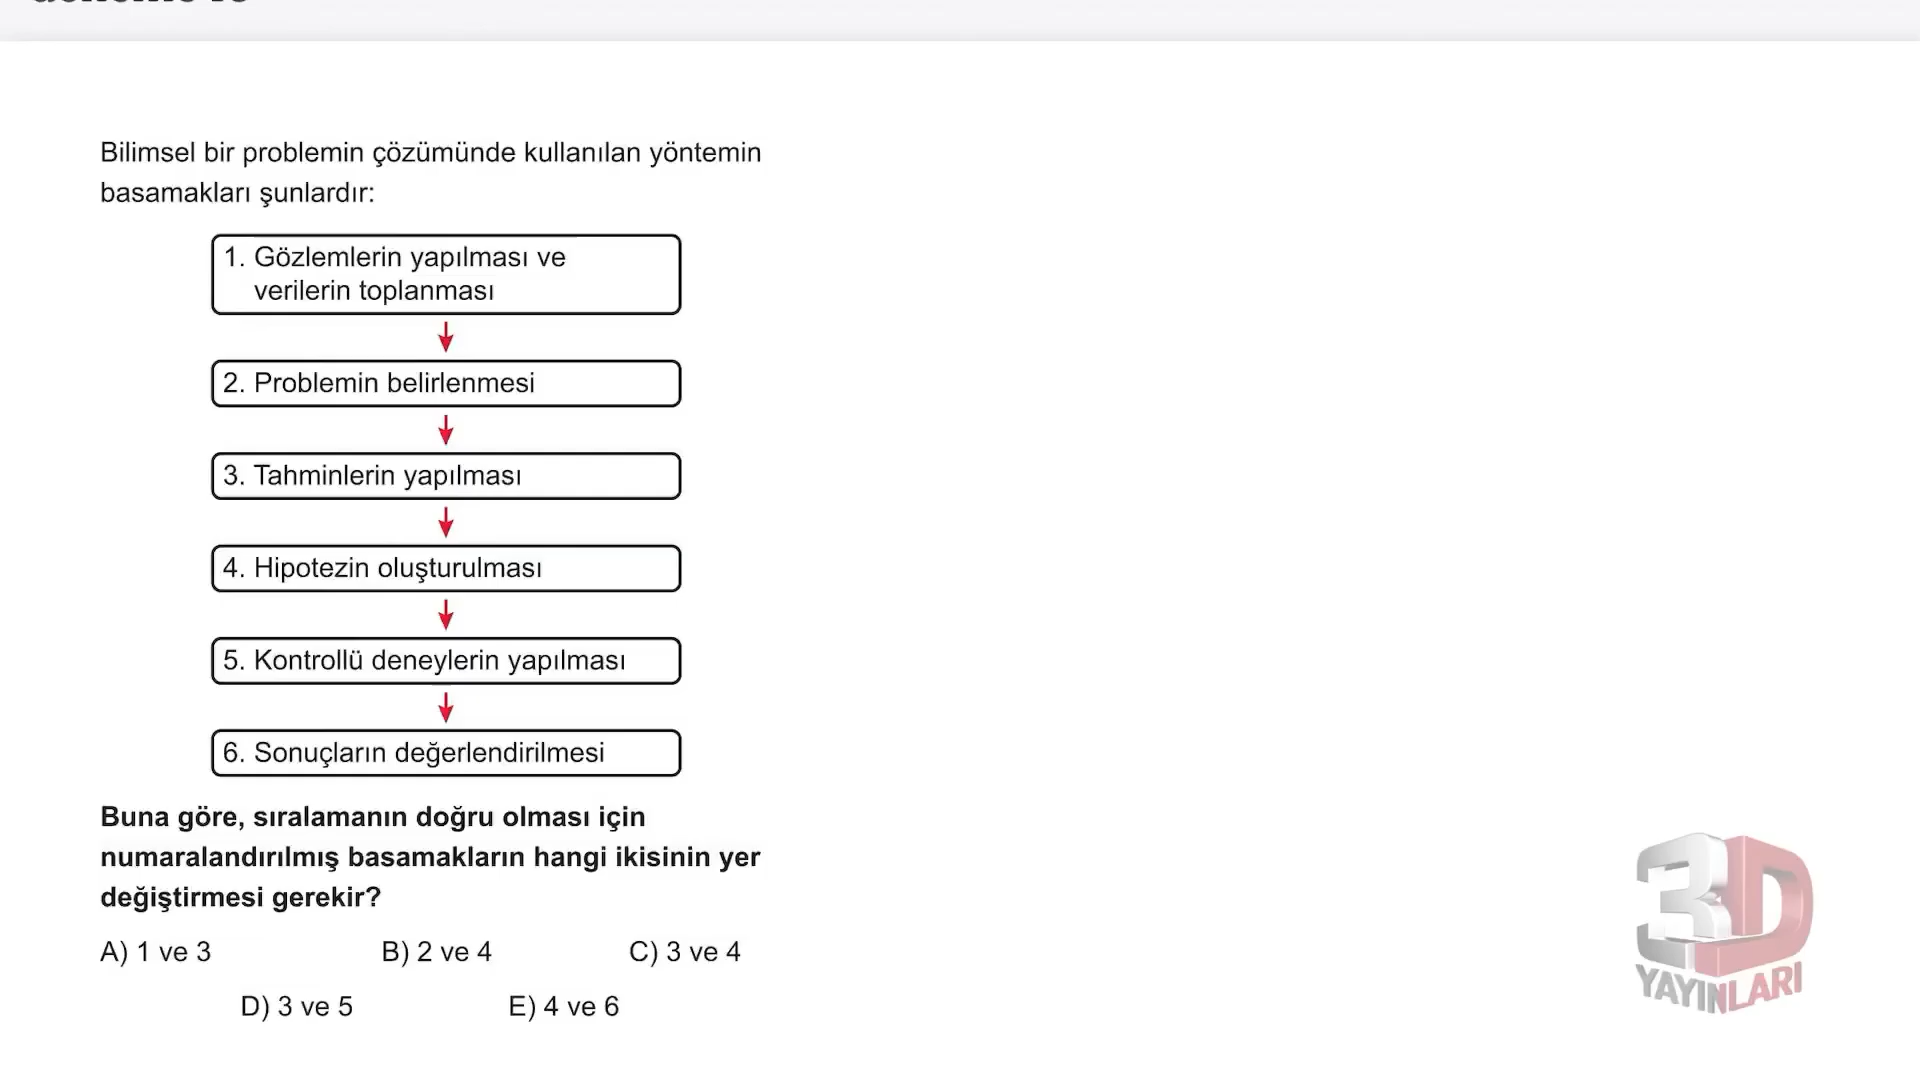 Bilimsel bir problemin çözümünde kullanılan yöntemin
basamakları şunlardır:
1. Gözlemlerin yapılması ve
verilerin toplanması
2. Problemin belirlenmesi
3. Tahminlerin yapılması
4. Hipotezin oluşturulması
5. Kontrollü deneylerin yapılması
6. Sonuçların değerlendirilmesi
Buna göre, sıralamanın doğru olması için
numaralandırılmış basamakların hangi ikisinin yer
değiştirmesi gerekir?
A) 1 ve 3 B) 2 ve 4 C) 3 ve 4
D) 3 ve 5 E) 4 ve 6
3D
YAYINLARI